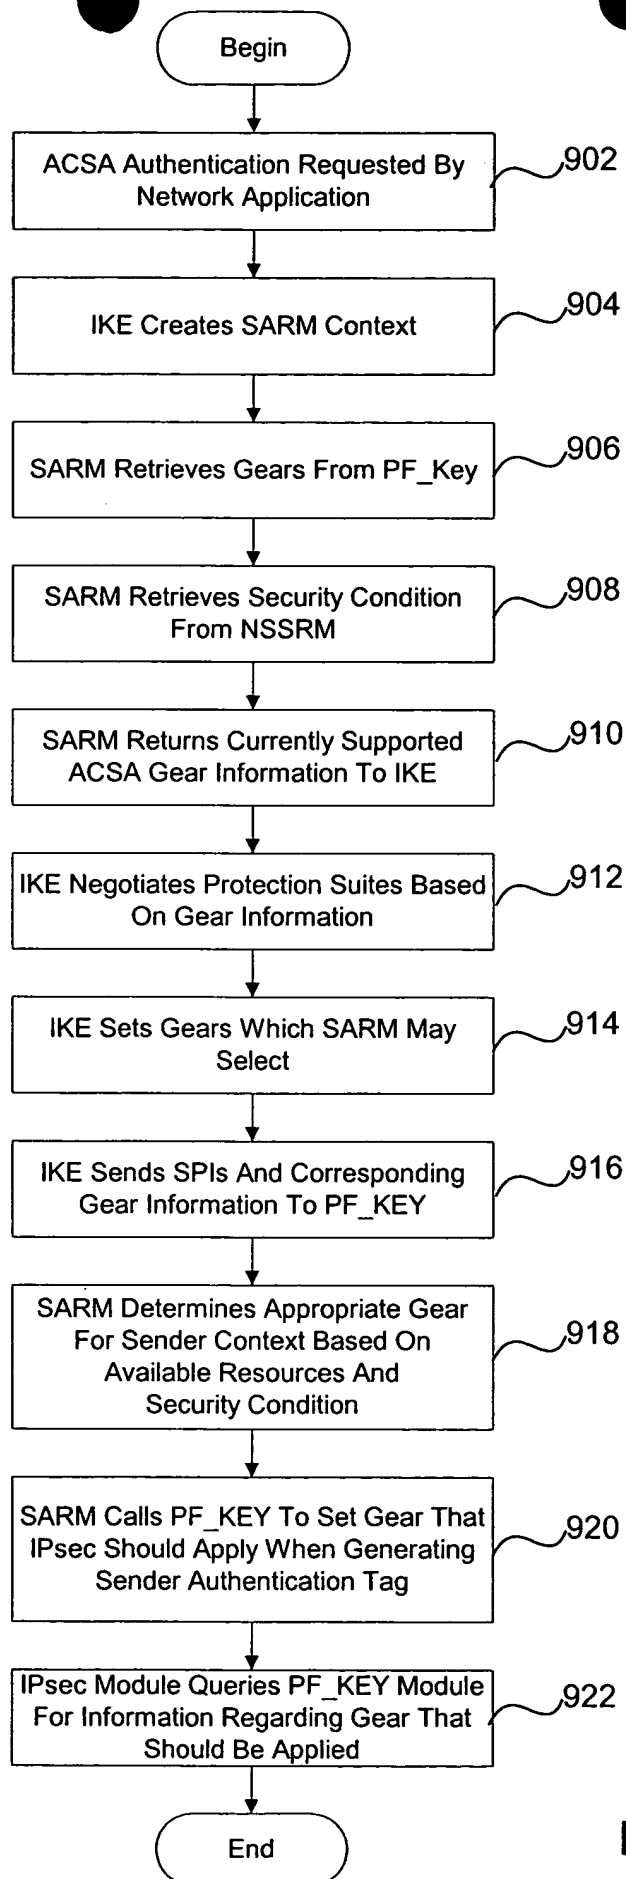 Begin
ACSA Authentication Requested By
Network Application
902
IKE Creates SARM Context
904
SARM Retrieves Gears From PF_Key
906
SARM Retrieves Security Condition
From NSSRM
908
SARM Returns Currently Supported
ACSA Gear Information To IKE
910
IKE Negotiates Protection Suites Based
On Gear Information
912
IKE Sets Gears Which SARM May
Select
914
IKE Sends SPIs And Corresponding
Gear Information To PF_KEY
916
SARM Determines Appropriate Gear
For Sender Context Based On
Available Resources And
Security Condition
918
SARM Calls PF_KEY To Set Gear That
IPsec Should Apply When Generating
Sender Authentication Tag
920
IPsec Module Queries PF_KEY Module
For Information Regarding Gear That
Should Be Applied
922
End